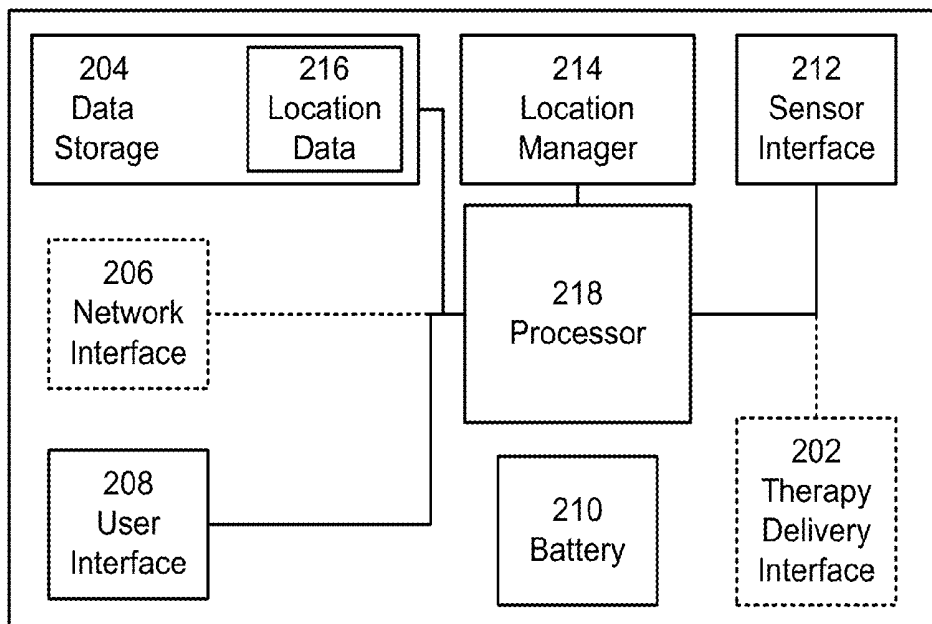 204
Data
Storage
216
Location
Data
214
Location
Manager
212
Sensor
Interface
206
Network
Interface
218
Processor
208
User
Interface
210
Battery
202
Therapy
Delivery
Interface